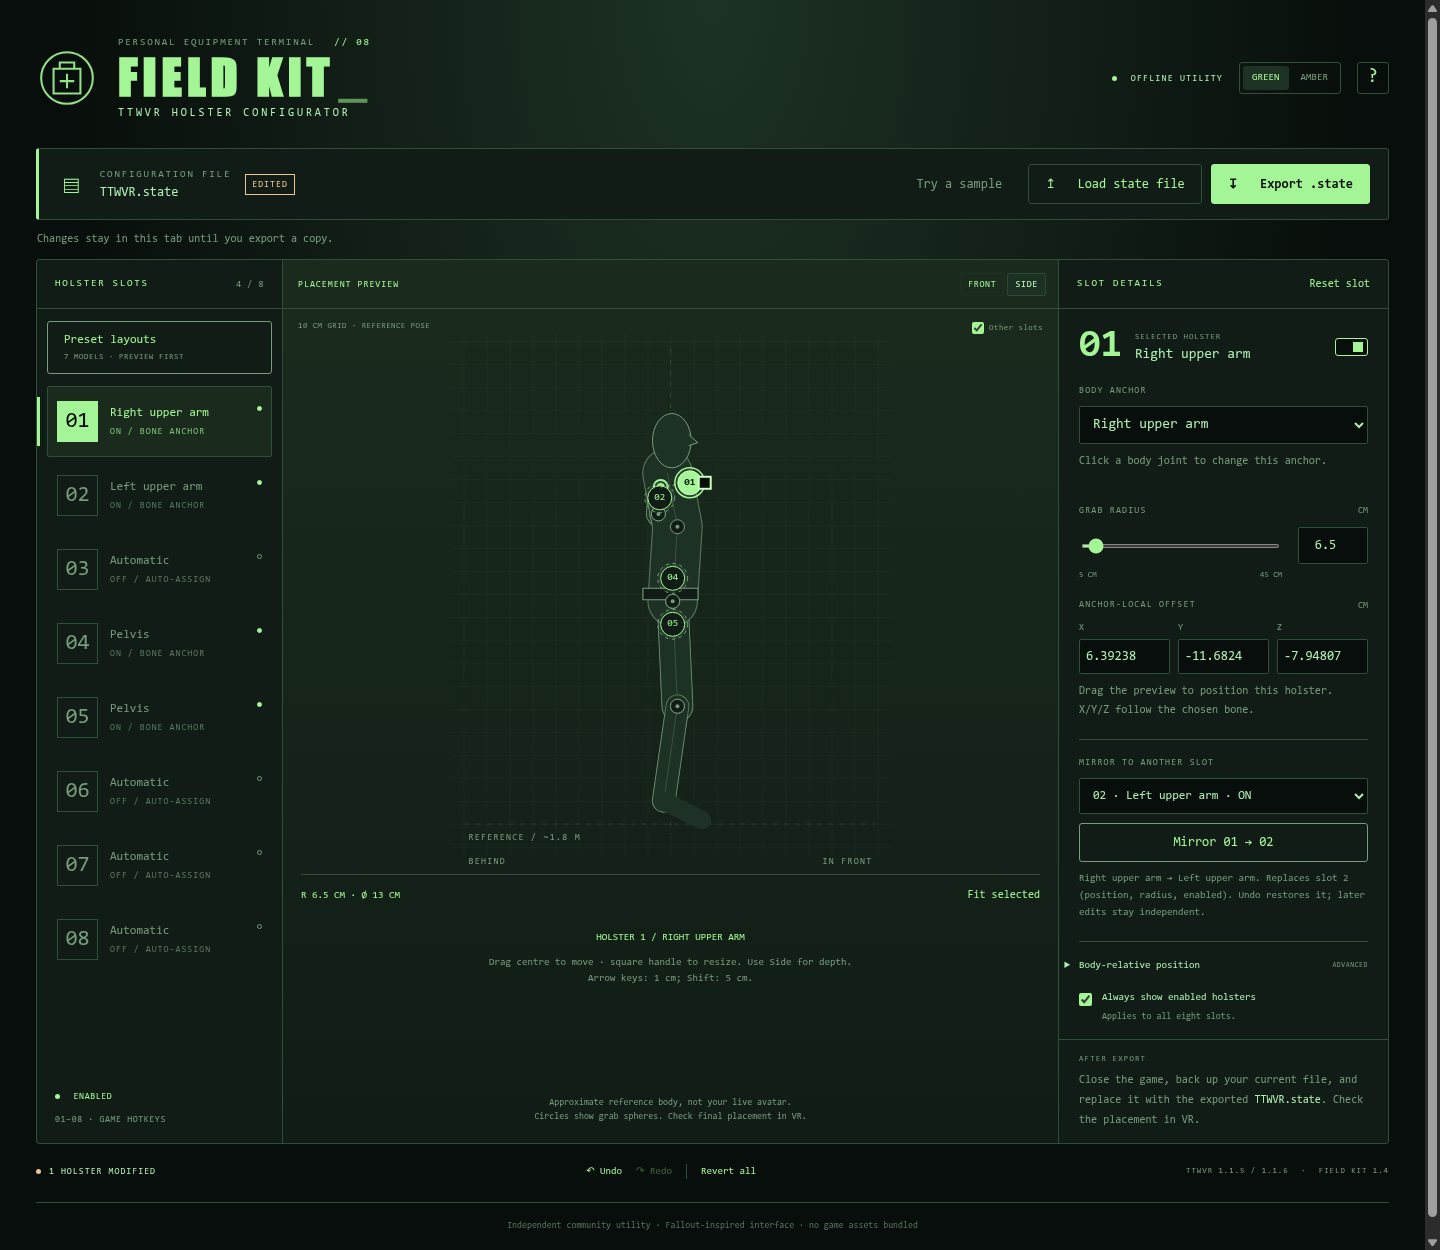 PERSONAL EQUIPMENT TERMINAL // 08
FIELD KIT_
TTWVR HOLSTER CONFIGURATOR
OFFLINE UTILITY
GREEN AMBER ?
CONFIGURATION FILE
TTWVR.state
EDITED
Try a sample
↥ Load state file
↧ Export .state
Changes stay in this tab until you export a copy.
HOLSTER SLOTS 4 / 8
Preset layouts
7 MODELS · PREVIEW FIRST
01 Right upper arm
ON / BONE ANCHOR
02 Left upper arm
ON / BONE ANCHOR
03 Automatic
OFF / AUTO-ASSIGN
04 Pelvis
ON / BONE ANCHOR
05 Pelvis
ON / BONE ANCHOR
06 Automatic
OFF / AUTO-ASSIGN
07 Automatic
OFF / AUTO-ASSIGN
08 Automatic
OFF / AUTO-ASSIGN
ENABLED
01–08 · GAME HOTKEYS
PLACEMENT PREVIEW FRONT SIDE
10 CM GRID · REFERENCE POSE Other slots
01
02
04
05
REFERENCE / ~1.8 M
BEHIND IN FRONT
R 6.5 CM · Ø 13 CM Fit selected
HOLSTER 1 / RIGHT UPPER ARM
Drag centre to move · square handle to resize. Use Side for depth.
Arrow keys: 1 cm; Shift: 5 cm.
Approximate reference body, not your live avatar.
Circles show grab spheres. Check final placement in VR.
SLOT DETAILS Reset slot
01 SELECTED HOLSTER
Right upper arm
BODY ANCHOR
Right upper arm
Click a body joint to change this anchor.
GRAB RADIUS CM
6.5
5 CM 45 CM
ANCHOR-LOCAL OFFSET CM
X Y Z
6.39238 -11.6824 -7.94807
Drag the preview to position this holster.
X/Y/Z follow the chosen bone.
MIRROR TO ANOTHER SLOT
02 · Left upper arm · ON
Mirror 01 → 02
Right upper arm → Left upper arm. Replaces slot 2
(position, radius, enabled). Undo restores it; later
edits stay independent.
▶ Body-relative position ADVANCED
Always show enabled holsters
Applies to all eight slots.
AFTER EXPORT
Close the game, back up your current file, and
replace it with the exported TTWVR.state. Check
the placement in VR.
1 HOLSTER MODIFIED
↶ Undo ↷ Redo Revert all
TTWVR 1.1.5 / 1.1.6 · FIELD KIT 1.4
Independent community utility · Fallout-inspired interface · no game assets bundled